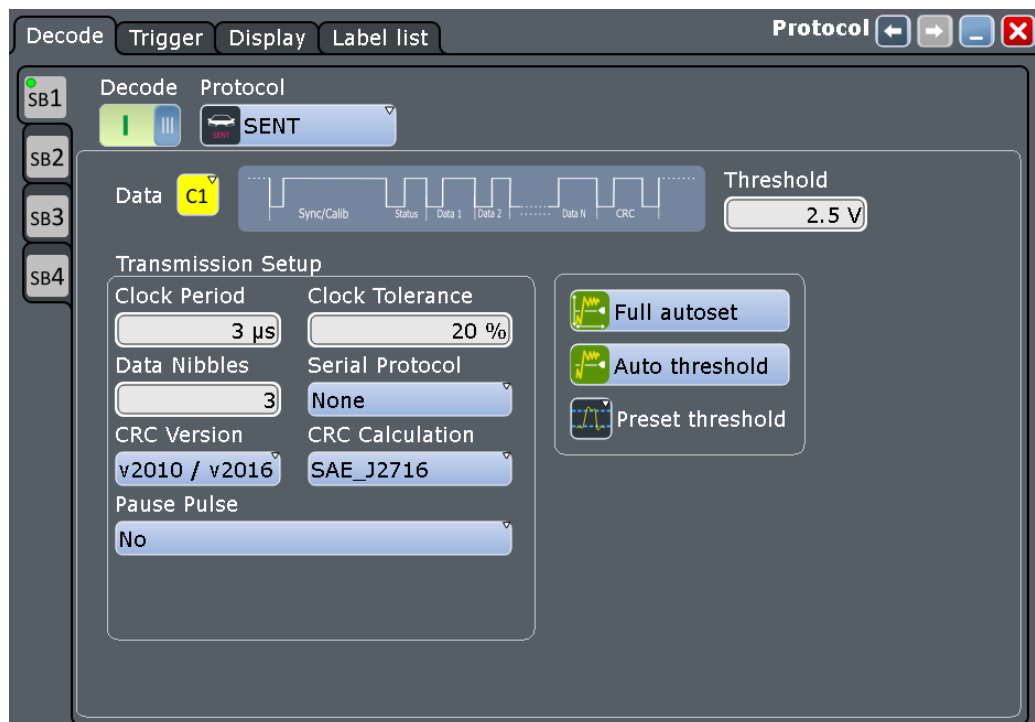 Decode Trigger Display Label list Protocol
SB1
Decode Protocol
SENT
SENT
SB2
SB3
SB4
Data C1
Sync/Calib Status Data 1 Data 2 Data N CRC
Threshold
2.5 V
Transmission Setup
Clock Period Clock Tolerance
3 µs 20 %
Data Nibbles Serial Protocol
3 None
CRC Version CRC Calculation
v2010 / v2016 SAE_J2716
Pause Pulse
No
Full autoset
Auto threshold
Preset threshold